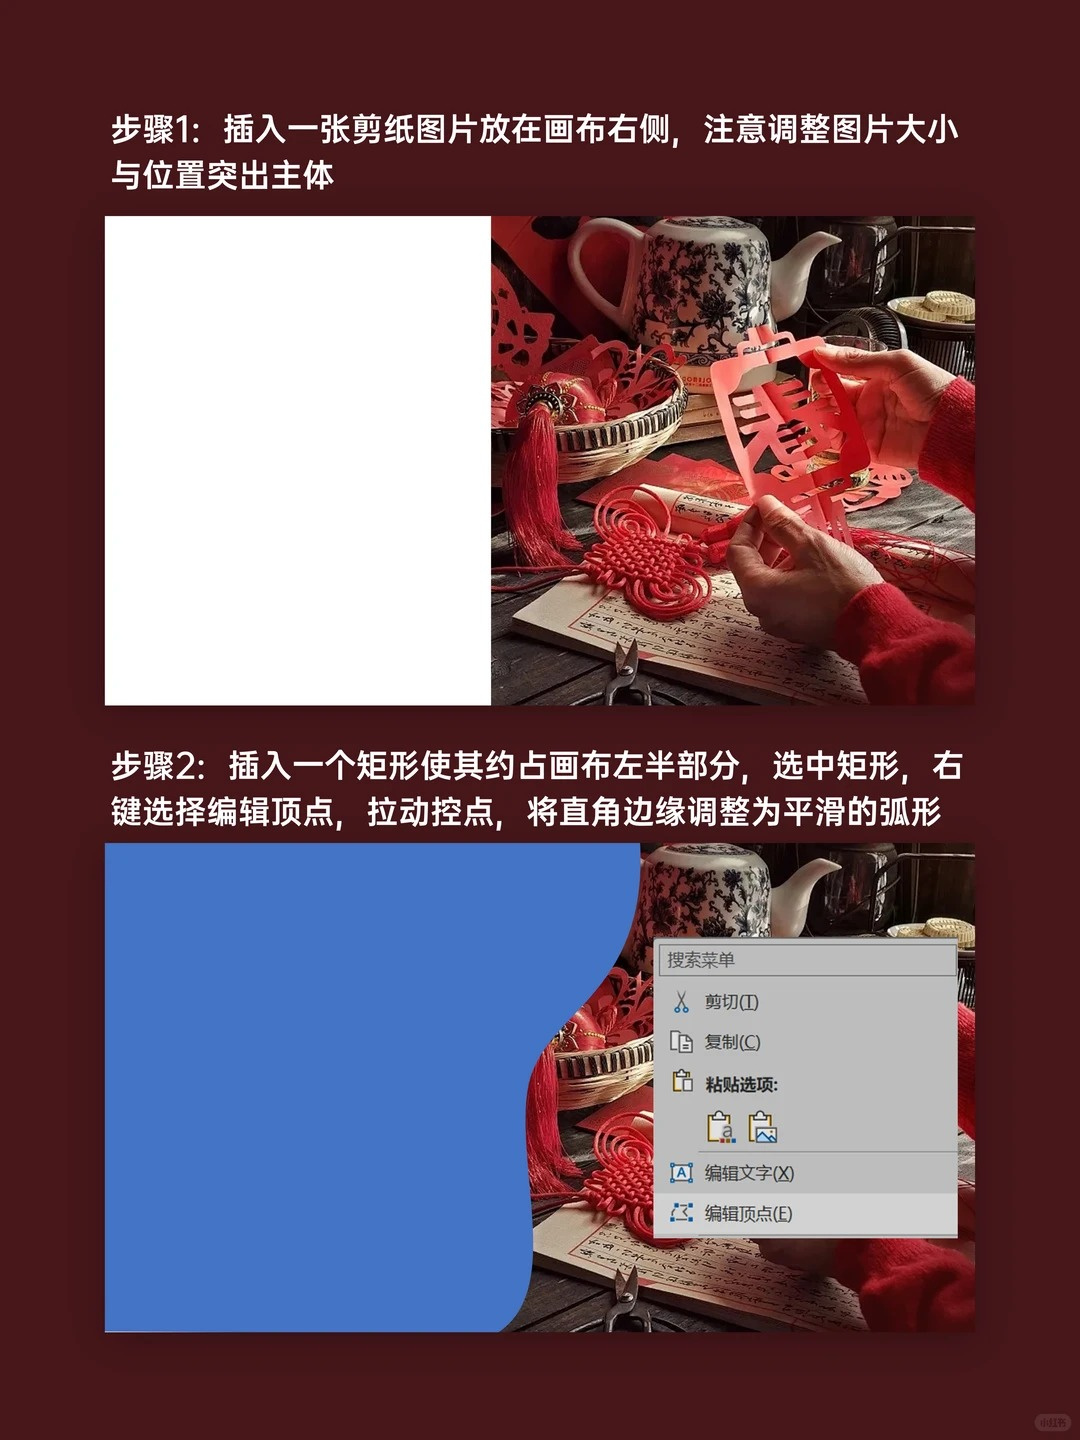 步骤1：插入一张剪纸图片放在画布右侧，注意调整图片大小
与位置突出主体
步骤2：插入一个矩形使其约占画布左半部分，选中矩形，右
键选择编辑顶点，拉动控点，将直角边缘调整为平滑的弧形
搜索菜单
剪切(T)
复制(C)
粘贴选项:
编辑文字(X)
编辑顶点(E)
小红书